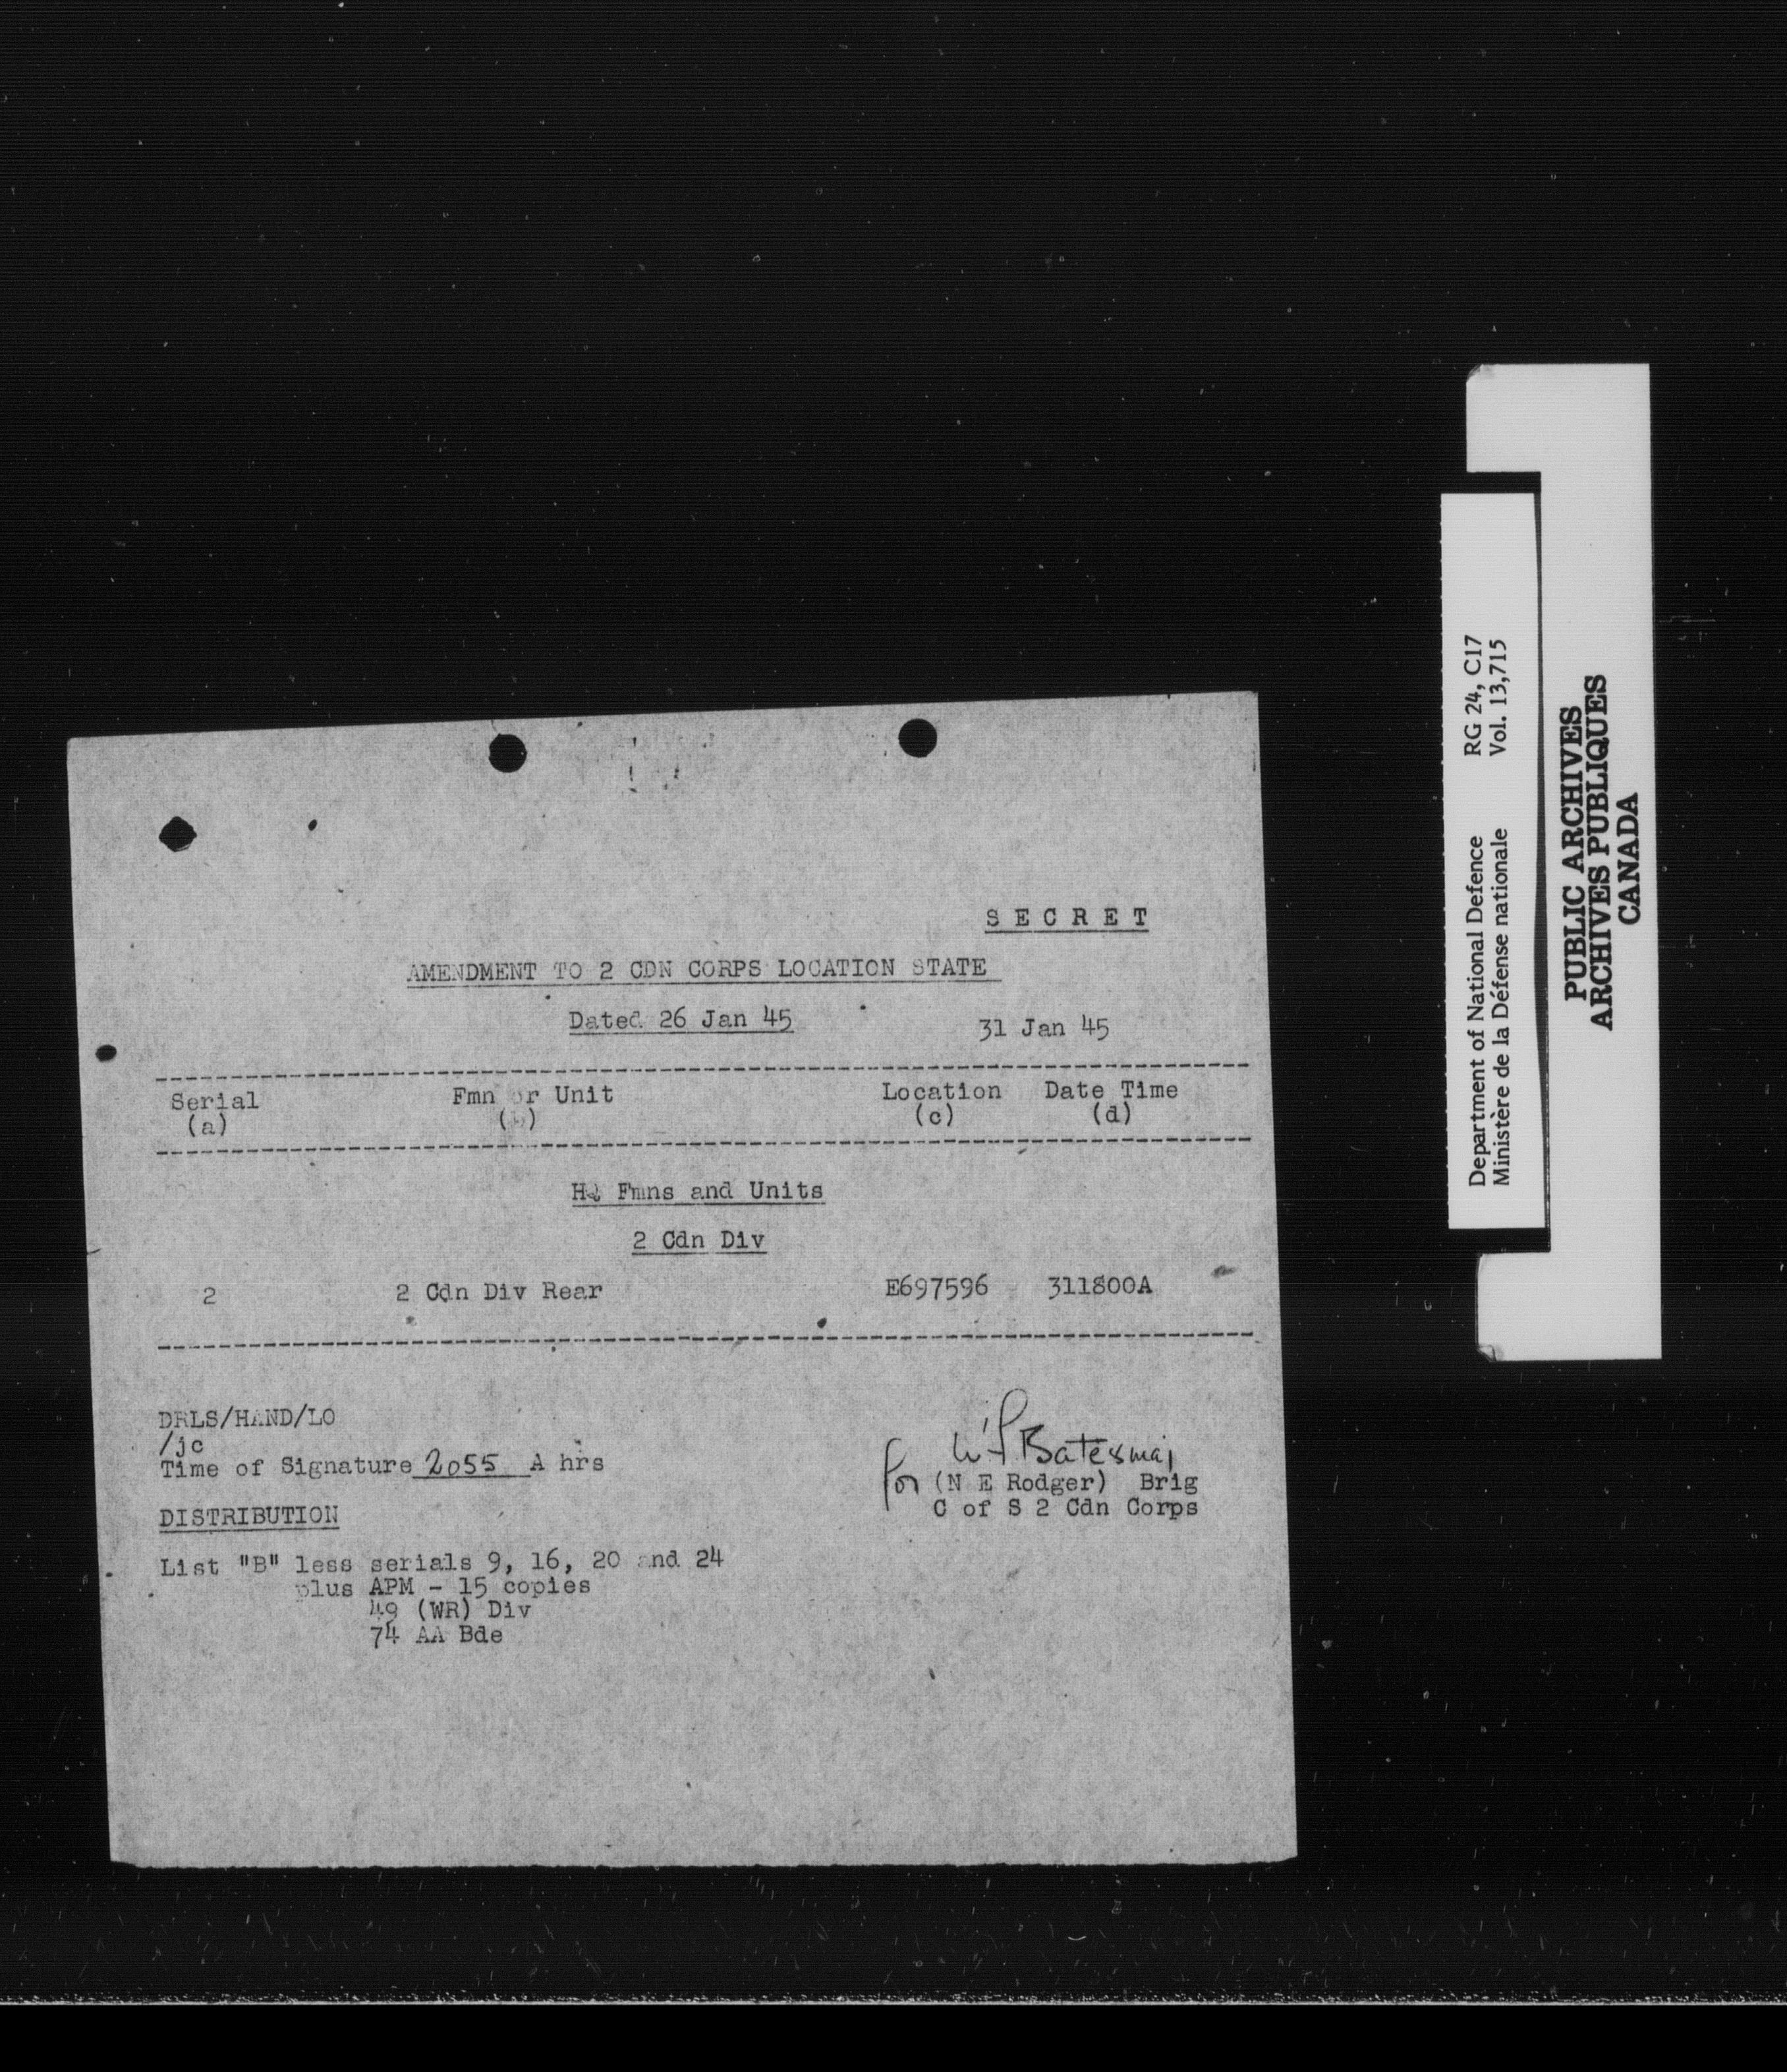 SECRET
AMENDMENT TO 2 CDN CORPS LOCATION STATE
Dated 26 Jan 45
31 Jan 45
Serial Fmn or Unit Location Date Time
(a) (b) (c) (d)
HQ Fmns and Units
2 Cdn Div
2 2 Cdn Div Rear E697596 311800A
DRLS/HAND/LO
/jc
Time of Signature 2055 A hrs
Bates maj
for (N E Rodger) Brig
C of S 2 Cdn Corps
DISTRIBUTION
List "B" less serials 9, 16, 20 and 24
plus APM - 15 copies
49 (WR) Div
74 AA Bde
Department of National Defence RG 24, C17
Ministère de la Défense nationale Vol. 13,715
PUBLIC ARCHIVES
ARCHIVES PUBLIQUES
CANADA